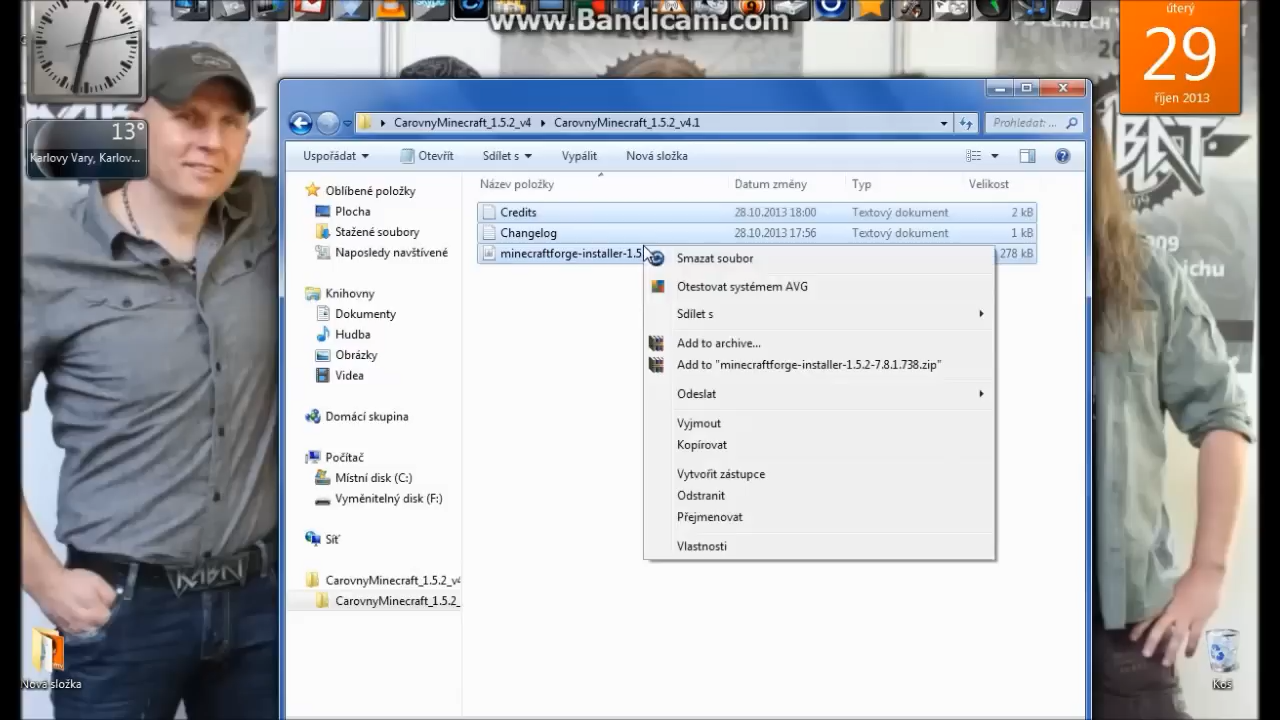 www.Bandicam.com
úterý
29
říjen 2013
13°
Karlovy Vary, Karlov...
CarovnyMinecraft_1.5.2_v4
CarovnyMinecraft_1.5.2_v4.1
Prohledat: ...
Uspořádat
Otevřít
Sdílet s
Vypálit
Nová složka
Název položky
Datum změny
Typ
Velikost
Oblíbené položky
Plocha
Stažené soubory
Naposledy navštívené
Knihovny
Dokumenty
Hudba
Obrázky
Videa
Domácí skupina
Počítač
Místní disk (C:)
Vyměnitelný disk (F:)
Síť
CarovnyMinecraft_1.5.2_v4
CarovnyMinecraft_1.5.2_
Credits 28.10.2013 18:00 Textový dokument 2 kB
Changelog 28.10.2013 17:56 Textový dokument 1 kB
minecraftforge-installer-1.5 278 kB
Smazat soubor
Otestovat systémem AVG
Sdílet s
Add to archive...
Add to "minecraftforge-installer-1.5.2-7.8.1.738.zip"
Odeslat
Vyjmout
Kopírovat
Vytvořit zástupce
Odstranit
Přejmenovat
Vlastnosti
Nová složka
Koš